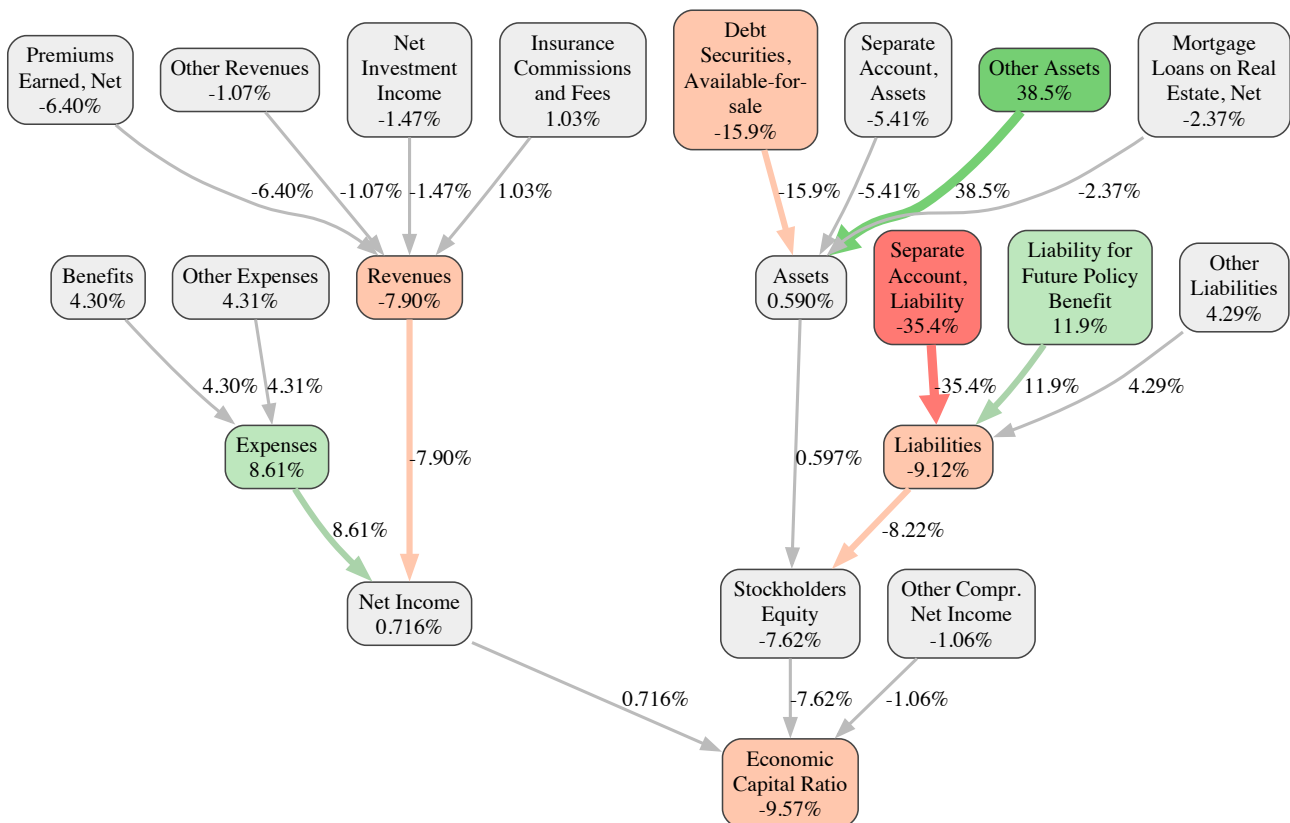 Premiums
Earned, Net
-6.40%
Other Revenues
-1.07%
Net
Investment
Income
-1.47%
Insurance
Commissions
and Fees
1.03%
Debt
Securities,
Available-for-
sale
-15.9%
Separate
Account,
Assets
-5.41%
Other Assets
38.5%
Mortgage
Loans on Real
Estate, Net
-2.37%
-6.40%
-1.07%
-1.47%
1.03%
-15.9%
-5.41%
38.5%
-2.37%
Benefits
4.30%
Other Expenses
4.31%
Revenues
-7.90%
Assets
0.590%
Separate
Account,
Liability
-35.4%
Liability for
Future Policy
Benefit
11.9%
Other
Liabilities
4.29%
4.30%
4.31%
-35.4%
11.9%
4.29%
Expenses
8.61%
-7.90%
0.597%
Liabilities
-9.12%
8.61%
-8.22%
Net Income
0.716%
Stockholders
Equity
-7.62%
Other Compr.
Net Income
-1.06%
0.716%
-7.62%
-1.06%
Economic
Capital Ratio
-9.57%